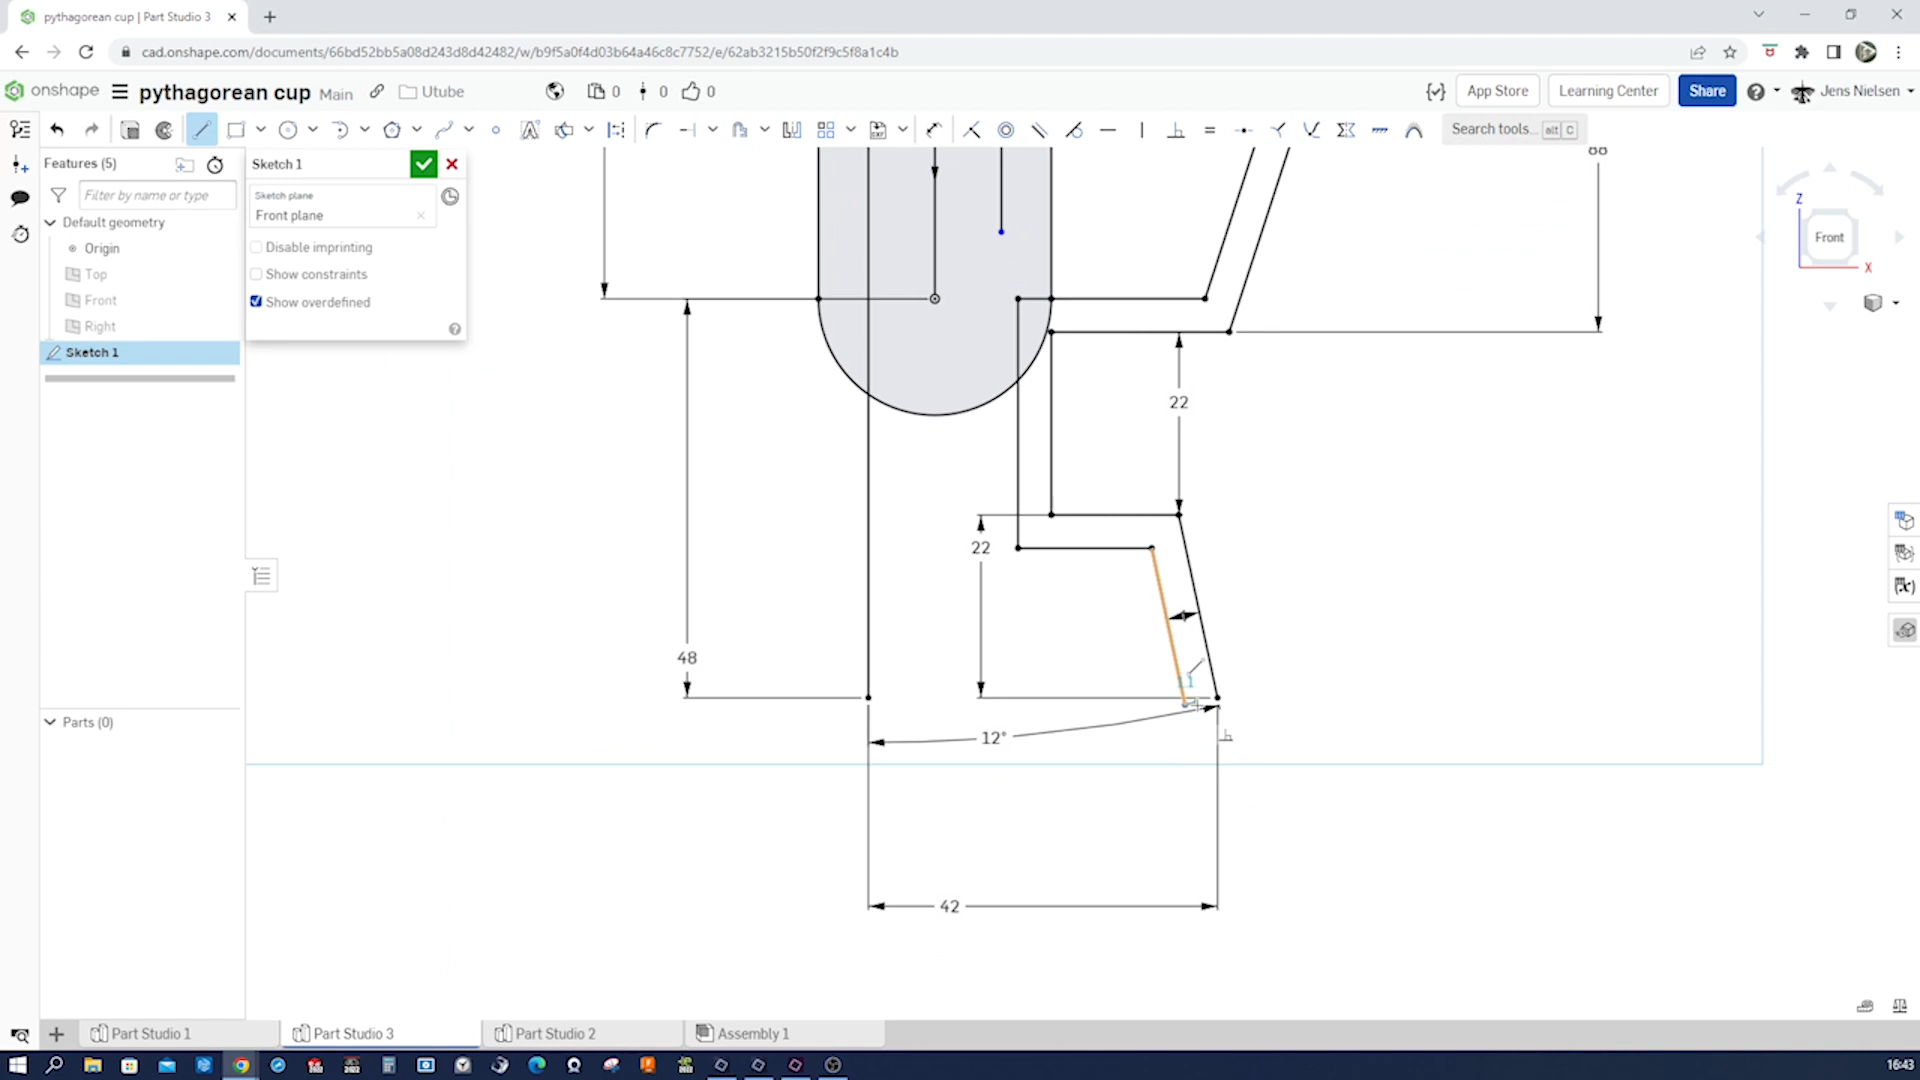 pythagorean cup | Part Studio 3
cad.onshape.com/documents/66bd52bb5a08d243d8d42482/w/b9f5a0f4d03b64a46c8c7752/e/62ab3215b50f2f9c5f8a1c4b
onshape pythagorean cup Main Utube 0 0 0 App Store Learning Center Share Jens Nielsen
Search tools... alt C
Features (5)
Filter by name or type
Default geometry
Origin
Top
Front
Right
Sketch 1
Parts (0)
Sketch 1
Sketch plane
Front plane
Disable imprinting
Show constraints
Show overdefined
88
22
22
48
12°
42
Z
Front
X
(x)
Part Studio 1 Part Studio 3 Part Studio 2 Assembly 1
16:43